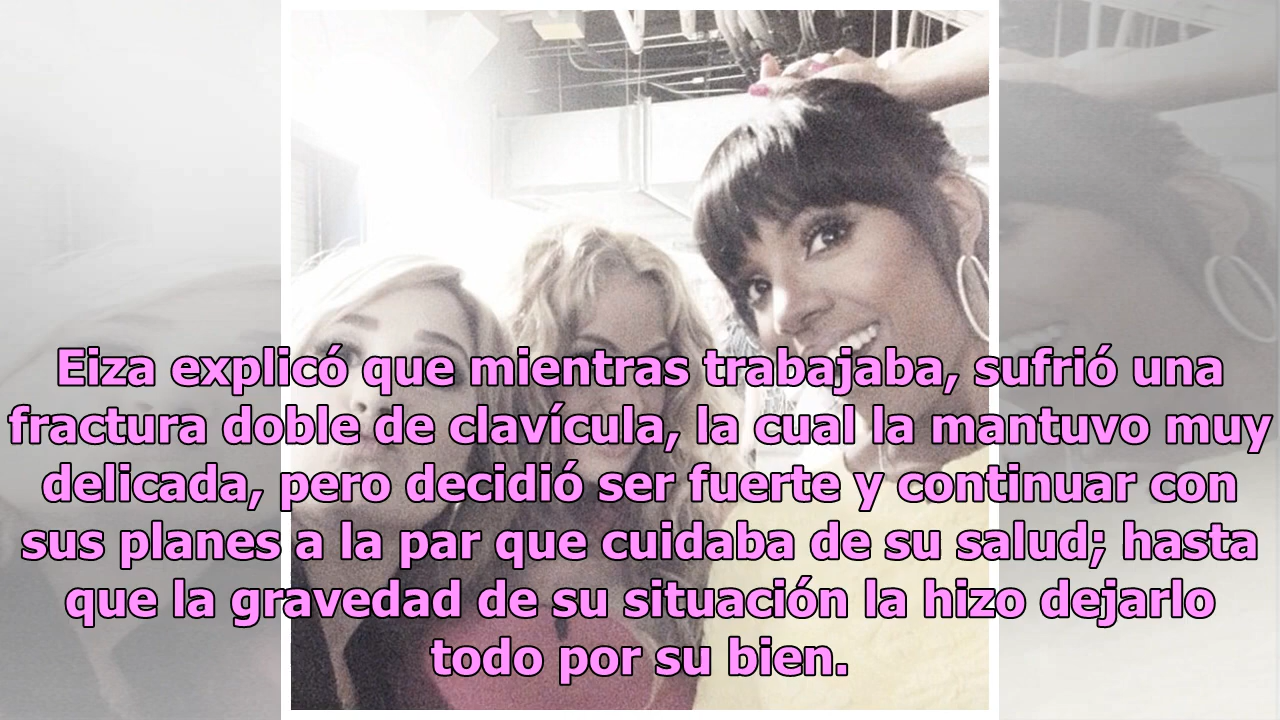 Eiza explicó que mientras trabajaba, sufrió una
fractura doble de clavícula, la cual la mantuvo muy
delicada, pero decidió ser fuerte y continuar con
sus planes a la par que cuidaba de su salud; hasta
que la gravedad de su situación la hizo dejarlo
todo por su bien.